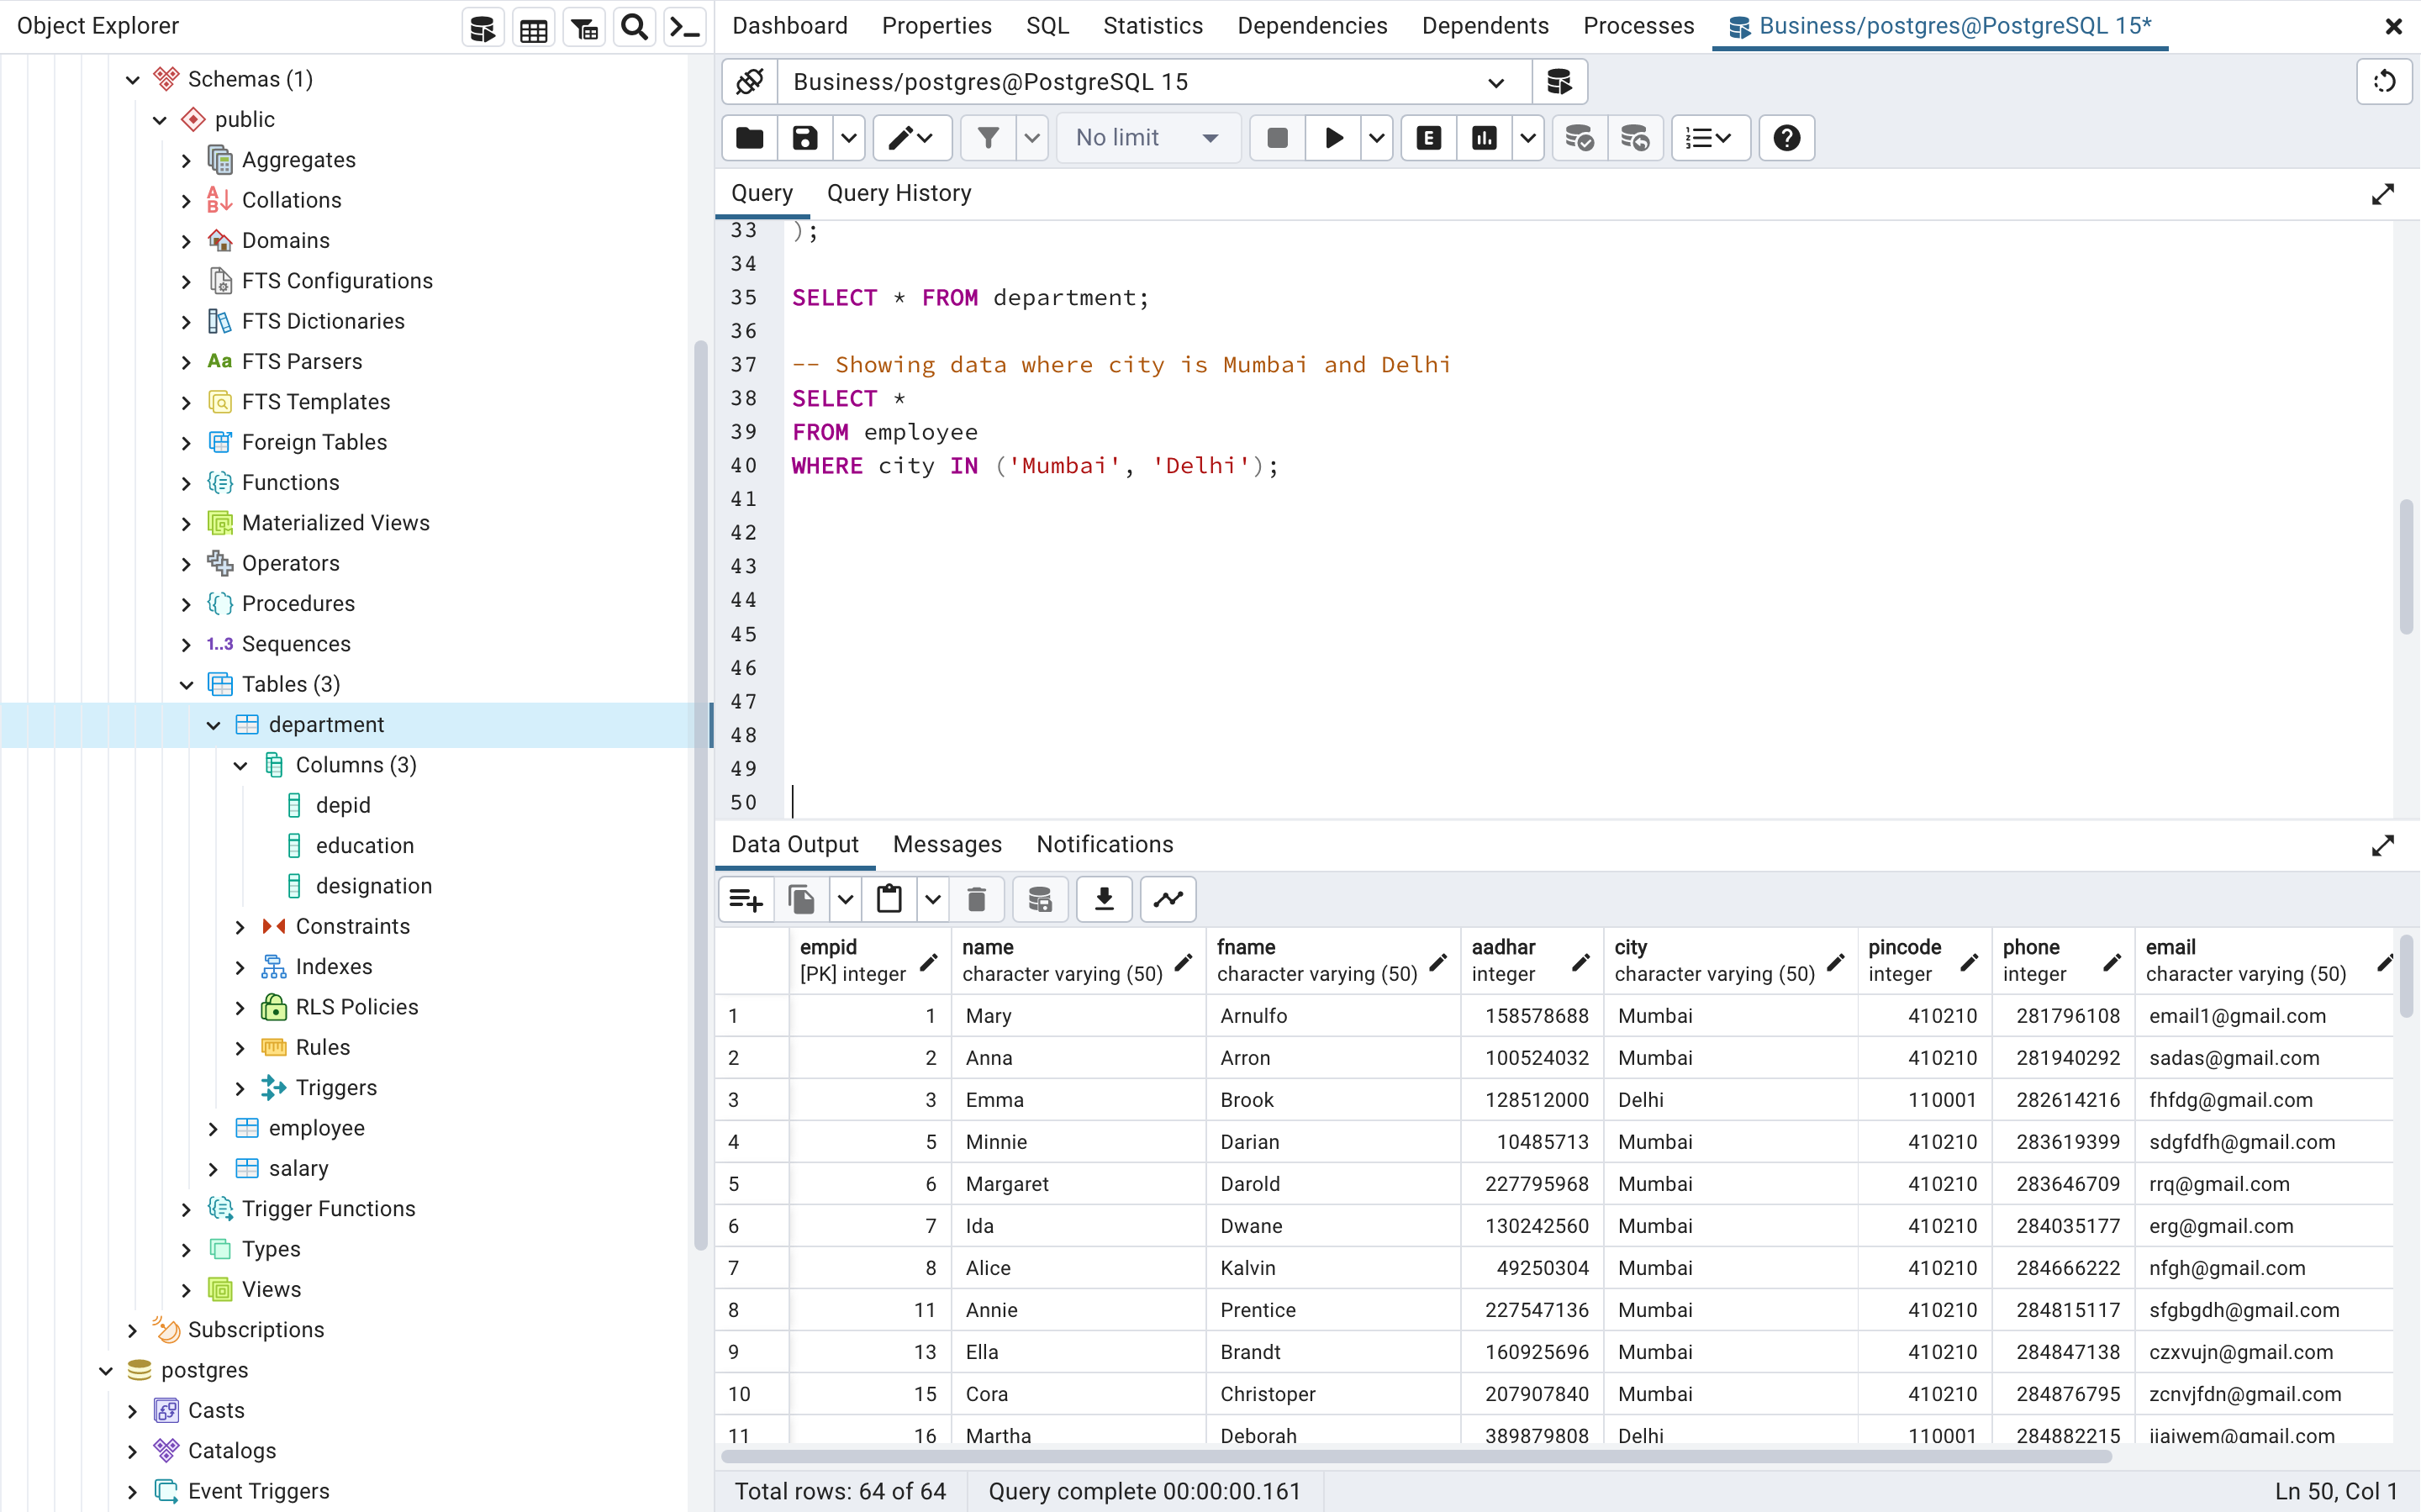 Object Explorer
Schemas (1)
public
Aggregates
Collations
Domains
FTS Configurations
FTS Dictionaries
Aa FTS Parsers
FTS Templates
Foreign Tables
Functions
Materialized Views
Operators
Procedures
1..3 Sequences
Tables (3)
department
Columns (3)
depid
education
designation
Constraints
Indexes
RLS Policies
Rules
Triggers
employee
salary
Trigger Functions
Types
Views
Subscriptions
postgres
Casts
Catalogs
Event Triggers
Dashboard Properties SQL Statistics Dependencies Dependents Processes Business/postgres@PostgreSQL 15*
Business/postgres@PostgreSQL 15
No limit E
Query Query History
33 );
34
35 SELECT * FROM department;
36
37 -- Showing data where city is Mumbai and Delhi
38 SELECT *
39 FROM employee
40 WHERE city IN ('Mumbai', 'Delhi');
41
42
43
44
45
46
47
48
49
50
Data Output Messages Notifications
empid name fname aadhar city pincode phone email
[PK] integer character varying (50) character varying (50) integer character varying (50) integer integer character varying (50)
1 1 Mary Arnulfo 158578688 Mumbai 410210 281796108 email1@gmail.com
2 2 Anna Arron 100524032 Mumbai 410210 281940292 sadas@gmail.com
3 3 Emma Brook 128512000 Delhi 110001 282614216 fhfdg@gmail.com
4 5 Minnie Darian 10485713 Mumbai 410210 283619399 sdgfdfh@gmail.com
5 6 Margaret Darold 227795968 Mumbai 410210 283646709 rrq@gmail.com
6 7 Ida Dwane 130242560 Mumbai 410210 284035177 erg@gmail.com
7 8 Alice Kalvin 49250304 Mumbai 410210 284666222 nfgh@gmail.com
8 11 Annie Prentice 227547136 Mumbai 410210 284815117 sfgbgdh@gmail.com
9 13 Ella Brandt 160925696 Mumbai 410210 284847138 czxvujn@gmail.com
10 15 Cora Christoper 207907840 Mumbai 410210 284876795 zcnvjfdn@gmail.com
11 16 Martha Deborah 389879808 Delhi 110001 284882215
Total rows: 64 of 64 Query complete 00:00:00.161 Ln 50, Col 1